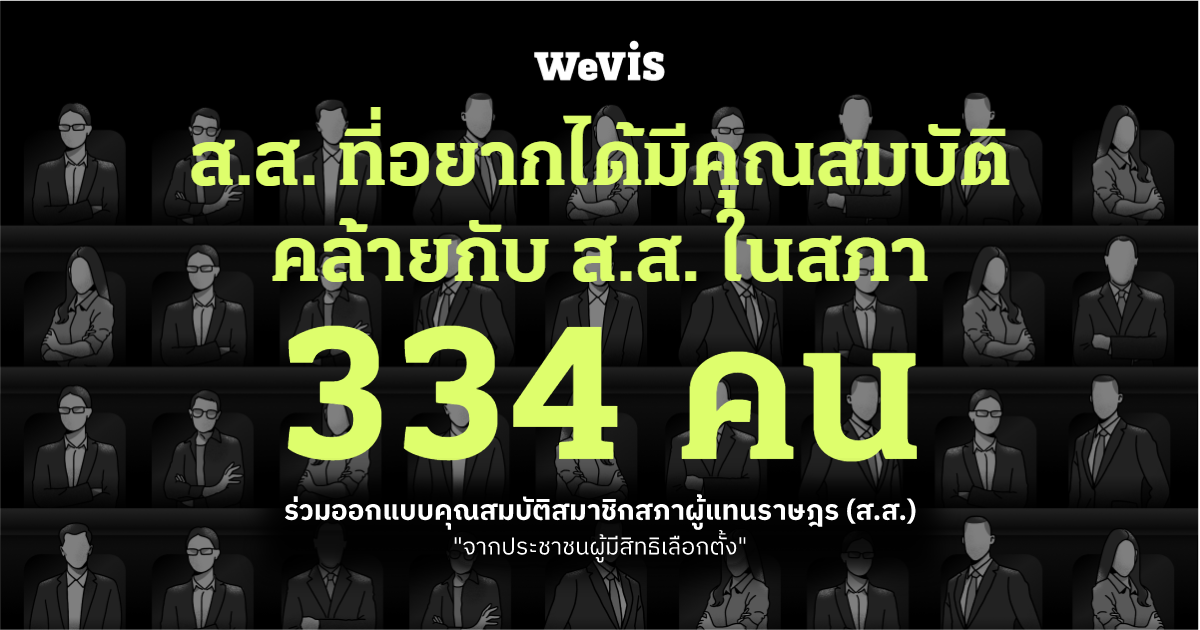 WeVIS
ส.ส. ที่อยากได้มีคุณสมบัติ
คล้ายกับ ส.ส. ในสภา
334 คน
ร่วมออกแบบคุณสมบัติสมาชิกสภาผู้แทนราษฎร (ส.ส.)
"จากประชาชนผู้มีสิทธิเลือกตั้ง"